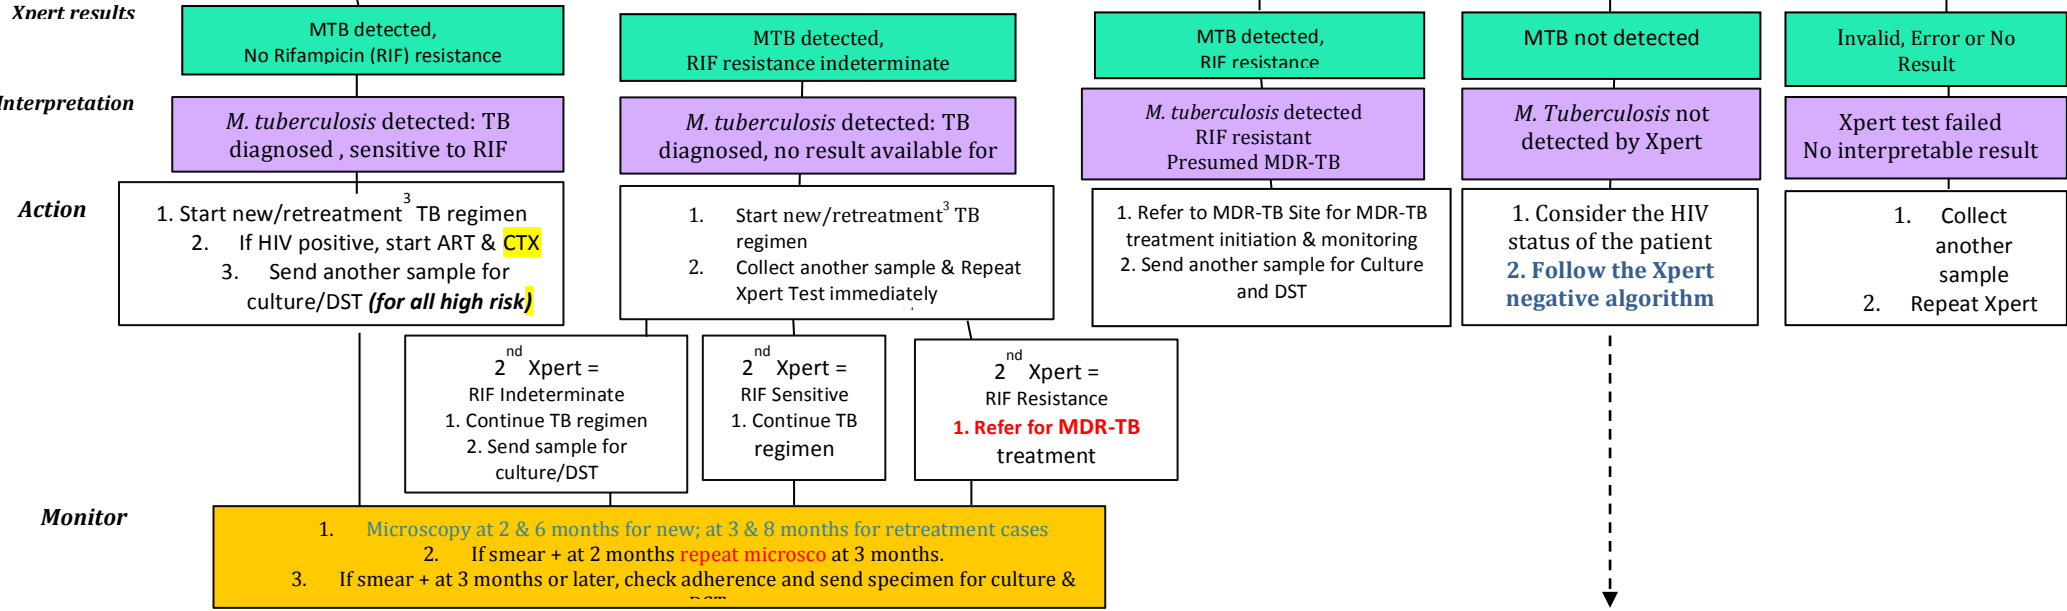 Xpert results
MTB detected,
No Rifampicin (RIF) resistance
MTB detected,
RIF resistance indeterminate
MTB detected,
RIF resistance
MTB not detected
Invalid, Error or No
Result
Interpretation
M. tuberculosis detected: TB
diagnosed , sensitive to RIF
M. tuberculosis detected: TB
diagnosed, no result available for
M. tuberculosis detected
RIF resistant
Presumed MDR-TB
M. Tuberculosis not
detected by Xpert
Xpert test failed
No interpretable result
Action
1. Start new/retreatment³ TB regimen
2. If HIV positive, start ART & CTX
3. Send another sample for
culture/DST (for all high risk)
1. Start new/retreatment³ TB
regimen
2. Collect another sample & Repeat
Xpert Test immediately
1. Refer to MDR-TB Site for MDR-TB
treatment initiation & monitoring
2. Send another sample for Culture
and DST
1. Consider the HIV
status of the patient
2. Follow the Xpert
negative algorithm
1. Collect
another
sample
2. Repeat Xpert
2nd Xpert =
RIF Indeterminate
1. Continue TB regimen
2. Send sample for
culture/DST
2nd Xpert =
RIF Sensitive
1. Continue TB
regimen
2nd Xpert =
RIF Resistance
1. Refer for MDR-TB
treatment
Monitor
1. Microscopy at 2 & 6 months for new; at 3 & 8 months for retreatment cases
2. If smear + at 2 months repeat microsco at 3 months.
3. If smear + at 3 months or later, check adherence and send specimen for culture &